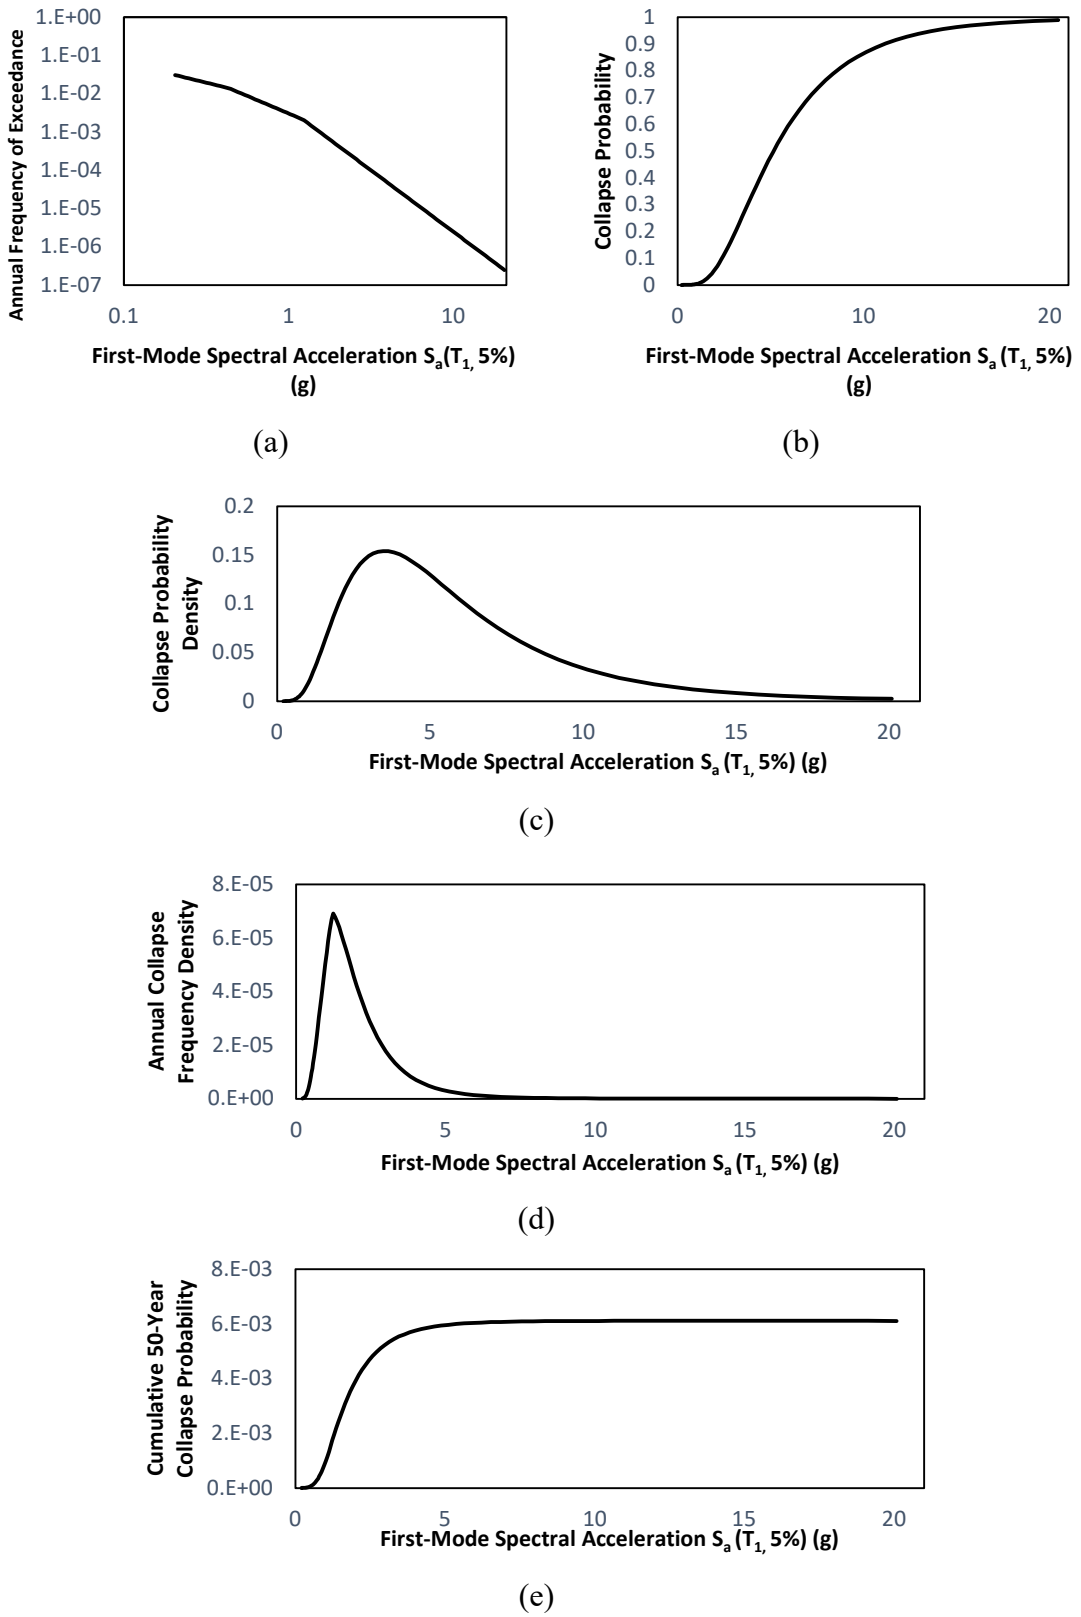 Annual Frequency of Exceedance
1.E+00
1.E-01
1.E-02
1.E-03
1.E-04
1.E-05
1.E-06
1.E-07
0.1 1 10
First-Mode Spectral Acceleration Sa(T1, 5%)
(g)
(a)
Collapse Probability
1
0.9
0.8
0.7
0.6
0.5
0.4
0.3
0.2
0.1
0
0 10 20
First-Mode Spectral Acceleration Sa (T1, 5%)
(g)
(b)
Collapse Probability
Density
0.2
0.15
0.1
0.05
0
0 5 10 15 20
First-Mode Spectral Acceleration Sa (T1, 5%) (g)
(c)
Annual Collapse
Frequency Density
8.E-05
6.E-05
4.E-05
2.E-05
0.E+00
0 5 10 15 20
First-Mode Spectral Acceleration Sa (T1, 5%) (g)
(d)
Cumulative 50-Year
Collapse Probability
8.E-03
6.E-03
4.E-03
2.E-03
0.E+00
0 5 10 15 20
First-Mode Spectral Acceleration Sa (T1, 5%) (g)
(e)